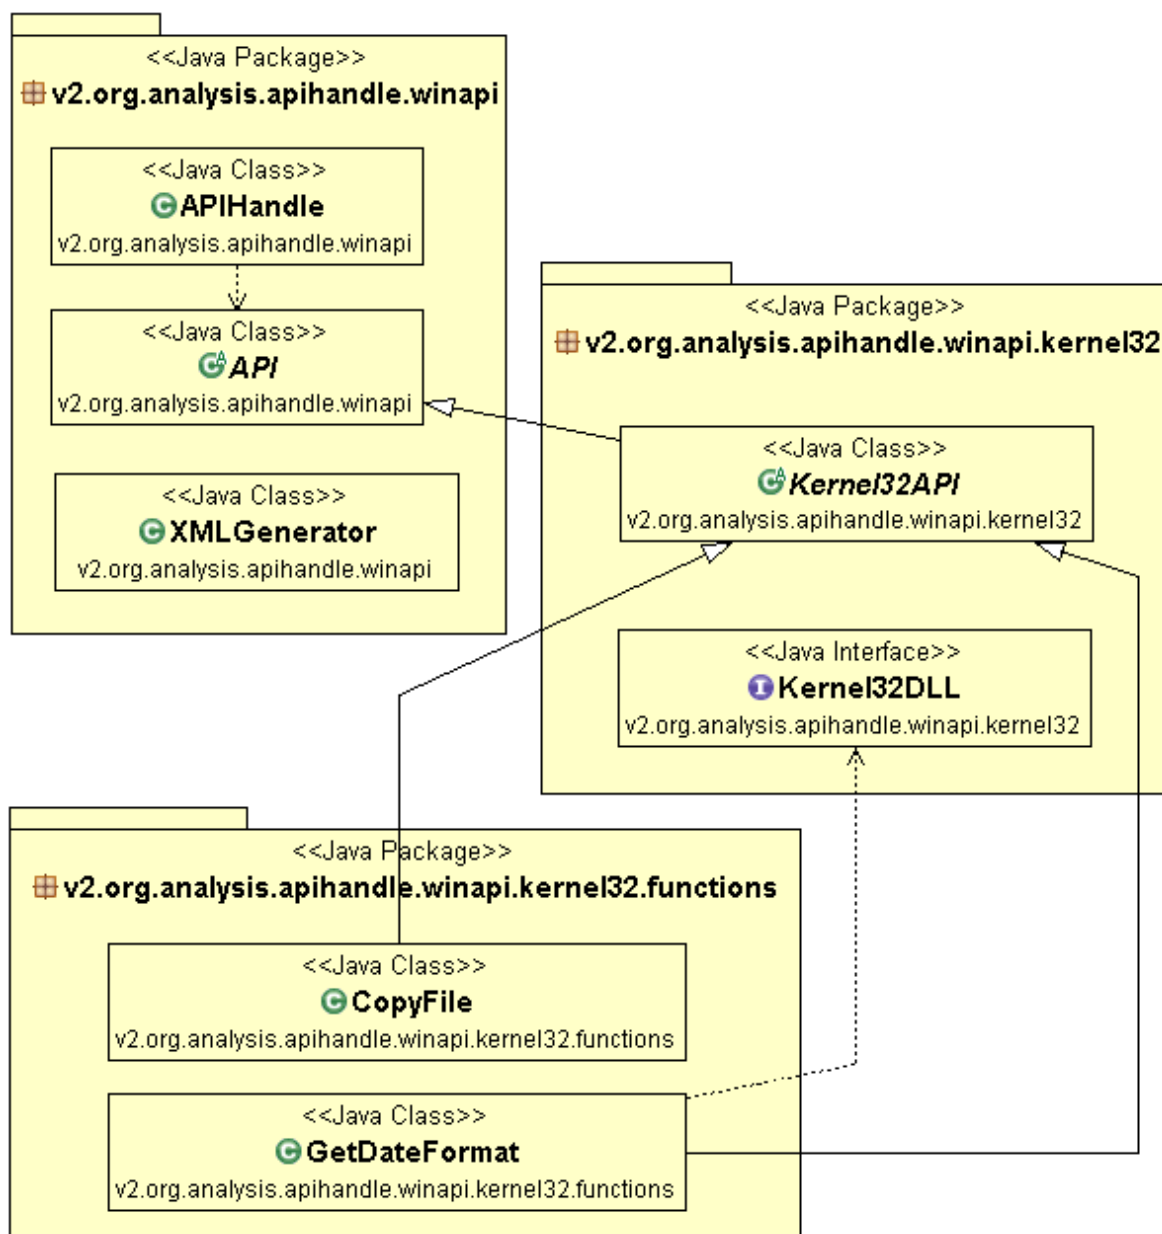 <<Java Package>>
v2.org.analysis.apihandle.winapi
<<Java Class>>
APIHandle
v2.org.analysis.apihandle.winapi
<<Java Class>>
API
v2.org.analysis.apihandle.winapi
<<Java Class>>
XMLGenerator
v2.org.analysis.apihandle.winapi
<<Java Package>>
v2.org.analysis.apihandle.winapi.kernel32
<<Java Class>>
Kernel32API
v2.org.analysis.apihandle.winapi.kernel32
<<Java Interface>>
Kernel32DLL
v2.org.analysis.apihandle.winapi.kernel32
<<Java Package>>
v2.org.analysis.apihandle.winapi.kernel32.functions
<<Java Class>>
CopyFile
v2.org.analysis.apihandle.winapi.kernel32.functions
<<Java Class>>
GetDateFormat
v2.org.analysis.apihandle.winapi.kernel32.functions